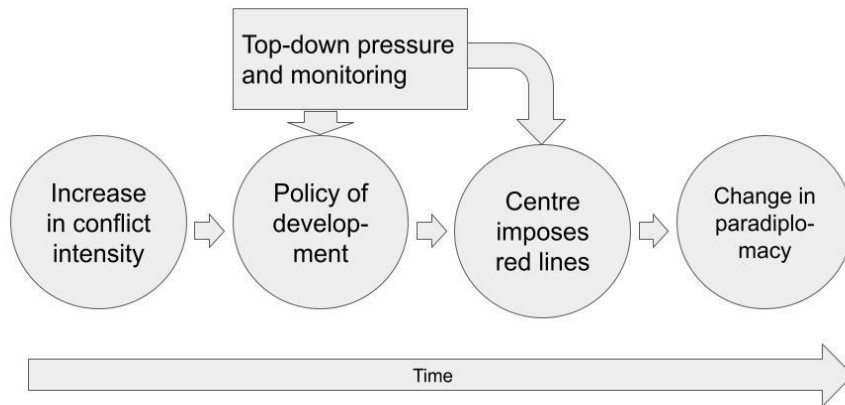 Top-down pressure
and monitoring
Increase
in conflict
intensity
Policy of
develop-
ment
Centre
imposes
red lines
Change in
paradiplo-
macy
Time